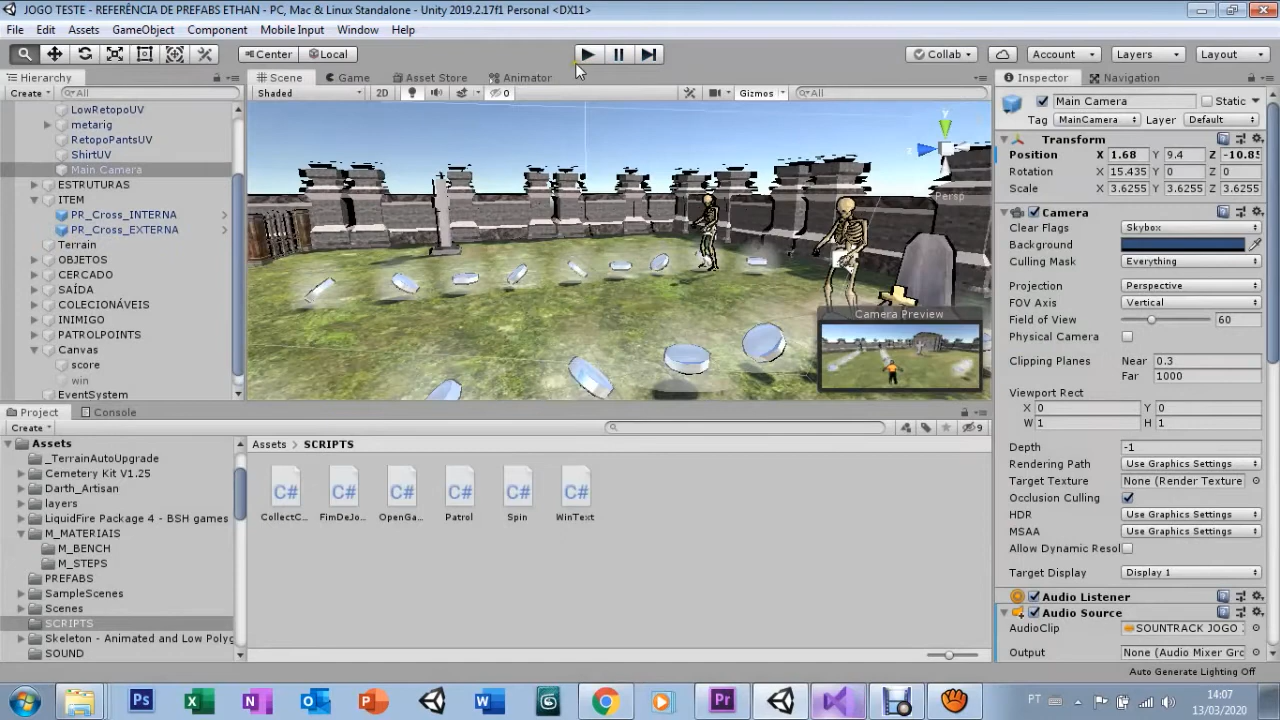 JOGO TESTE - REFERÊNCIA DE PREFABS ETHAN - PC, Mac & Linux Standalone - Unity 2019.2.17f1 Personal <DX11>
File Edit Assets GameObject Component Mobile Input Window Help
Center Local Collab Account Layers Layout
Hierarchy Scene Game Asset Store Animator Inspector Navigation
Create All Shaded 2D 0 Gizmos All
Main Camera Static
Tag MainCamera Layer Default
LowRetopoUV
metarig
RetopoPantsUV
ShirtUV
Main Camera
ESTRUTURAS
ITEM
PR_Cross_INTERNA
PR_Cross_EXTERNA
Terrain
OBJETOS
CERCADO
SAÍDA
COLECIONÁVEIS
INIMIGO
PATROLPOINTS
Canvas
score
win
EventSystem
z
Persp
Camera Preview
Transform
Position X 1.68 Y 9.4 Z -10.85
Rotation X 15.435 Y 0 Z 0
Scale X 3.6255 Y 3.6255 Z 3.6255
Camera
Clear Flags Skybox
Background
Culling Mask Everything
Projection Perspective
FOV Axis Vertical
Field of View 60
Physical Camera
Clipping Planes Near 0.3
Far 1000
Viewport Rect
X 0 Y 0
W 1 H 1
Depth -1
Rendering Path Use Graphics Settings
Target Texture None (Render Texture
Occlusion Culling
HDR Use Graphics Settings
MSAA Use Graphics Settings
Allow Dynamic Resol
Target Display Display 1
Audio Listener
Audio Source
AudioClip SOUNTRACK JOGO
Output None (Audio Mixer Gro
Auto Generate Lighting Off
Project Console
Create 9
Assets
_TerrainAutoUpgrade
Cemetery Kit V1.25
Darth_Artisan
layers
LiquidFire Package 4 - BSH games
M_MATERIAIS
M_BENCH
M_STEPS
PREFABS
SampleScenes
Scenes
SCRIPTS
Skeleton - Animated and Low Polyg
SOUND
Assets > SCRIPTS
C# C# C# C# C# C#
CollectC... FimDeJo... OpenGa... Patrol Spin WinText
Ps X N O P W Pr
PT
14:07
13/03/2020